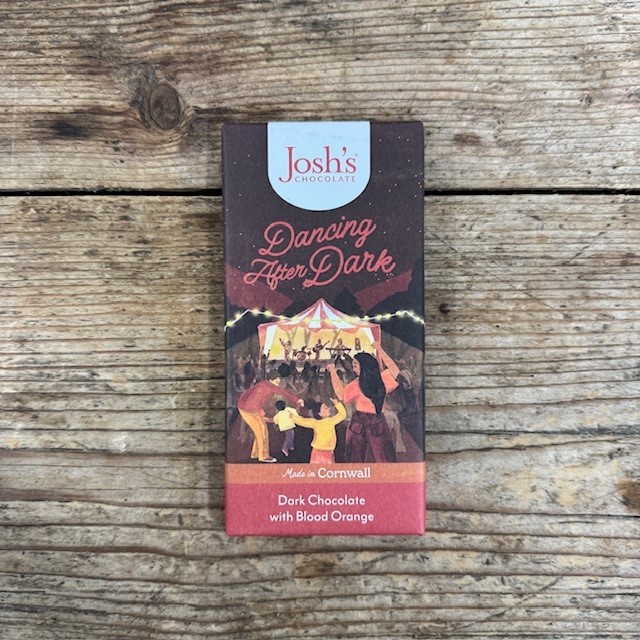 Josh's
CHOCOLATE
Dancing
After Dark
Made in Cornwall
Dark Chocolate
with Blood Orange